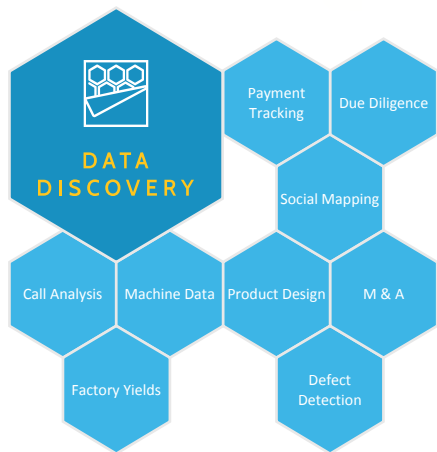 DATA
DISCOVERY
Payment
Tracking
Due Diligence
Social Mapping
Call Analysis
Machine Data
Product Design
M & A
Factory Yields
Defect
Detection